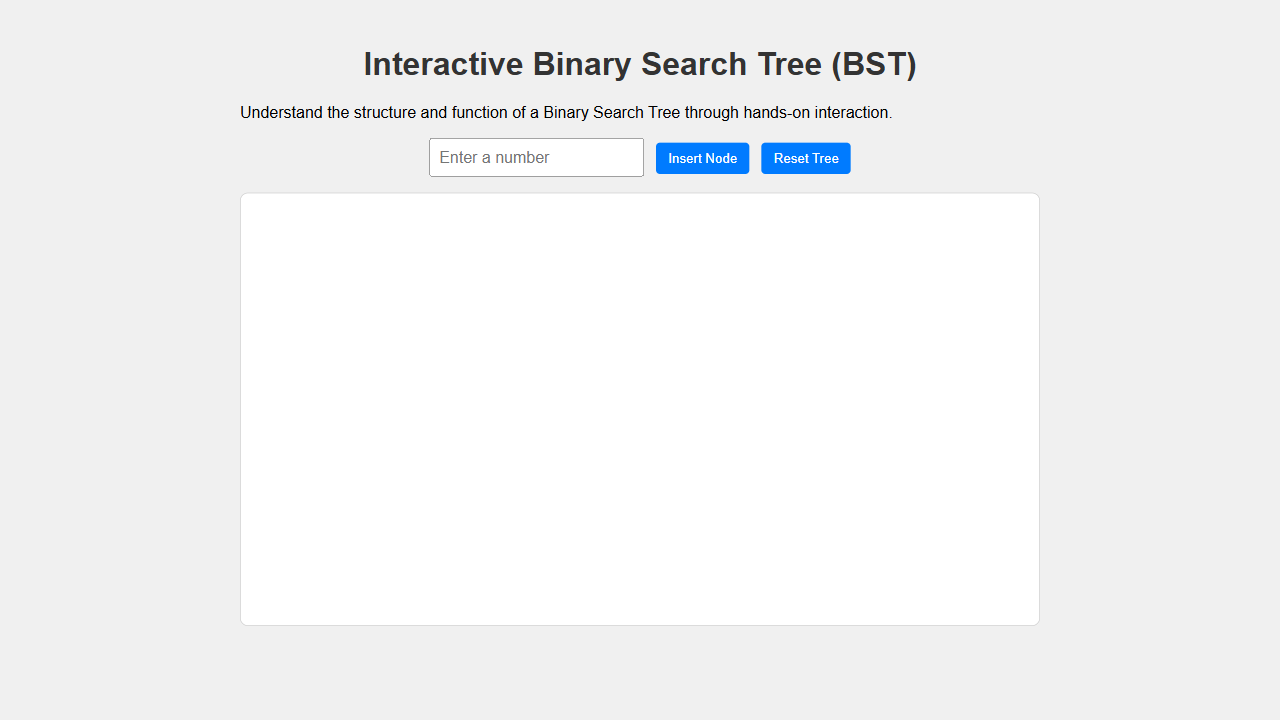 Interactive Binary Search Tree (BST)
Understand the structure and function of a Binary Search Tree through hands-on interaction.
Enter a number
Insert Node
Reset Tree